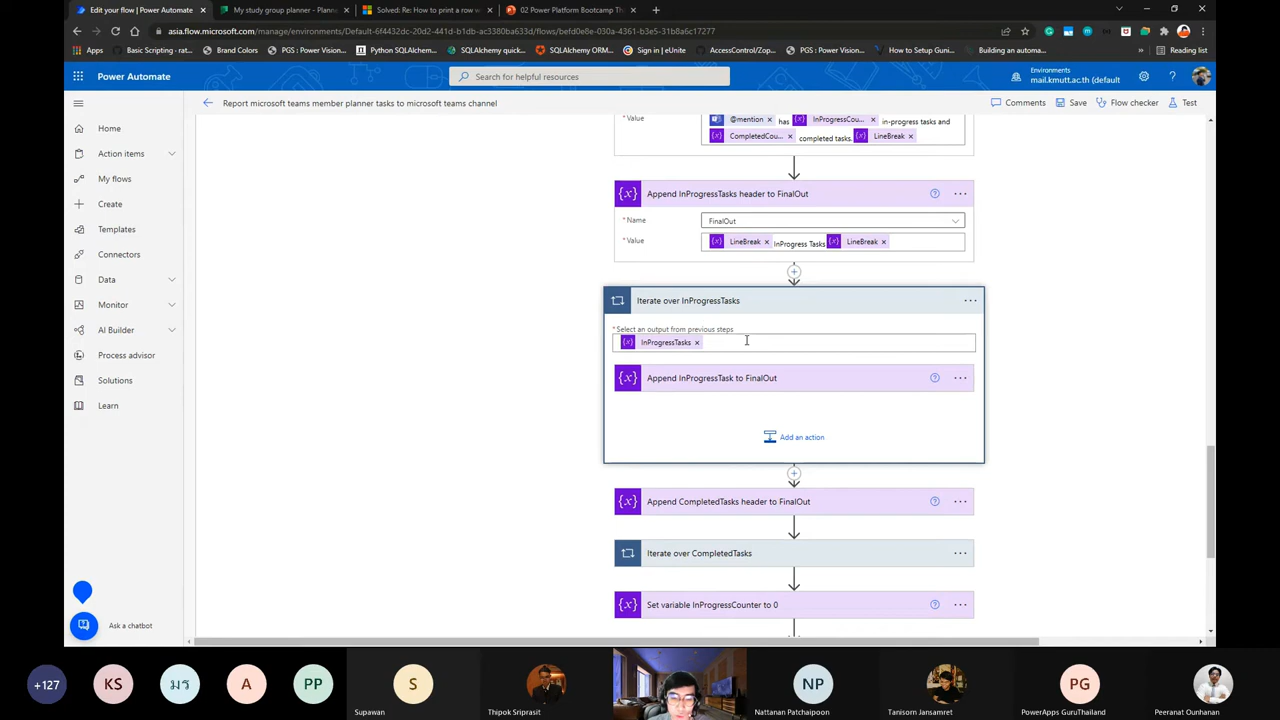 Edit your flow | Power Automate
My study group planner - Planne
Solved: Re: How to print a row w
02 Power Platform Bootcamp Tha
asia.flow.microsoft.com/manage/environments/Default-6f4432dc-20d2-441d-b1db-ac3380ba633d/flows/befd0e8e-030a-4361-b3e5-31b8a6c17277
Apps
Basic Scripting - rat...
Brand Colors
PGS : Power Vision...
Python SQLAlchemy
SQLAlchemy quick...
SQLAlchemy ORM...
Sign in | eUnite
AccessControl/Zop...
PGS : Power Vision...
How to Setup Guni...
Building an automa...
Reading list
Power Automate
Search for helpful resources
Environments
mail.kmutt.ac.th (default
Report microsoft teams member planner tasks to microsoft teams channel
Comments
Save
Flow checker
Test
Home
Action items
My flows
Create
Templates
Connectors
Data
Monitor
AI Builder
Process advisor
Solutions
Learn
Ask a chatbot
* Value
@mention × has InProgressCou... × in-progress tasks and
CompletedCou... × completed tasks. LineBreak ×
Append InProgressTasks header to FinalOut
* Name
FinalOut
* Value
LineBreak × InProgress Tasks LineBreak ×
Iterate over InProgressTasks
* Select an output from previous steps
InProgressTasks ×
Append InProgressTask to FinalOut
Add an action
Append CompletedTasks header to FinalOut
Iterate over CompletedTasks
Set variable InProgressCounter to 0
+127
KS
มร
A
PP
S
Supawan
Thipok Sriprasit
NP
Nattanan Patchaipoon
Tanisorn Jansamret
PG
PowerApps GuruThailand
Peeranat Ounhanan